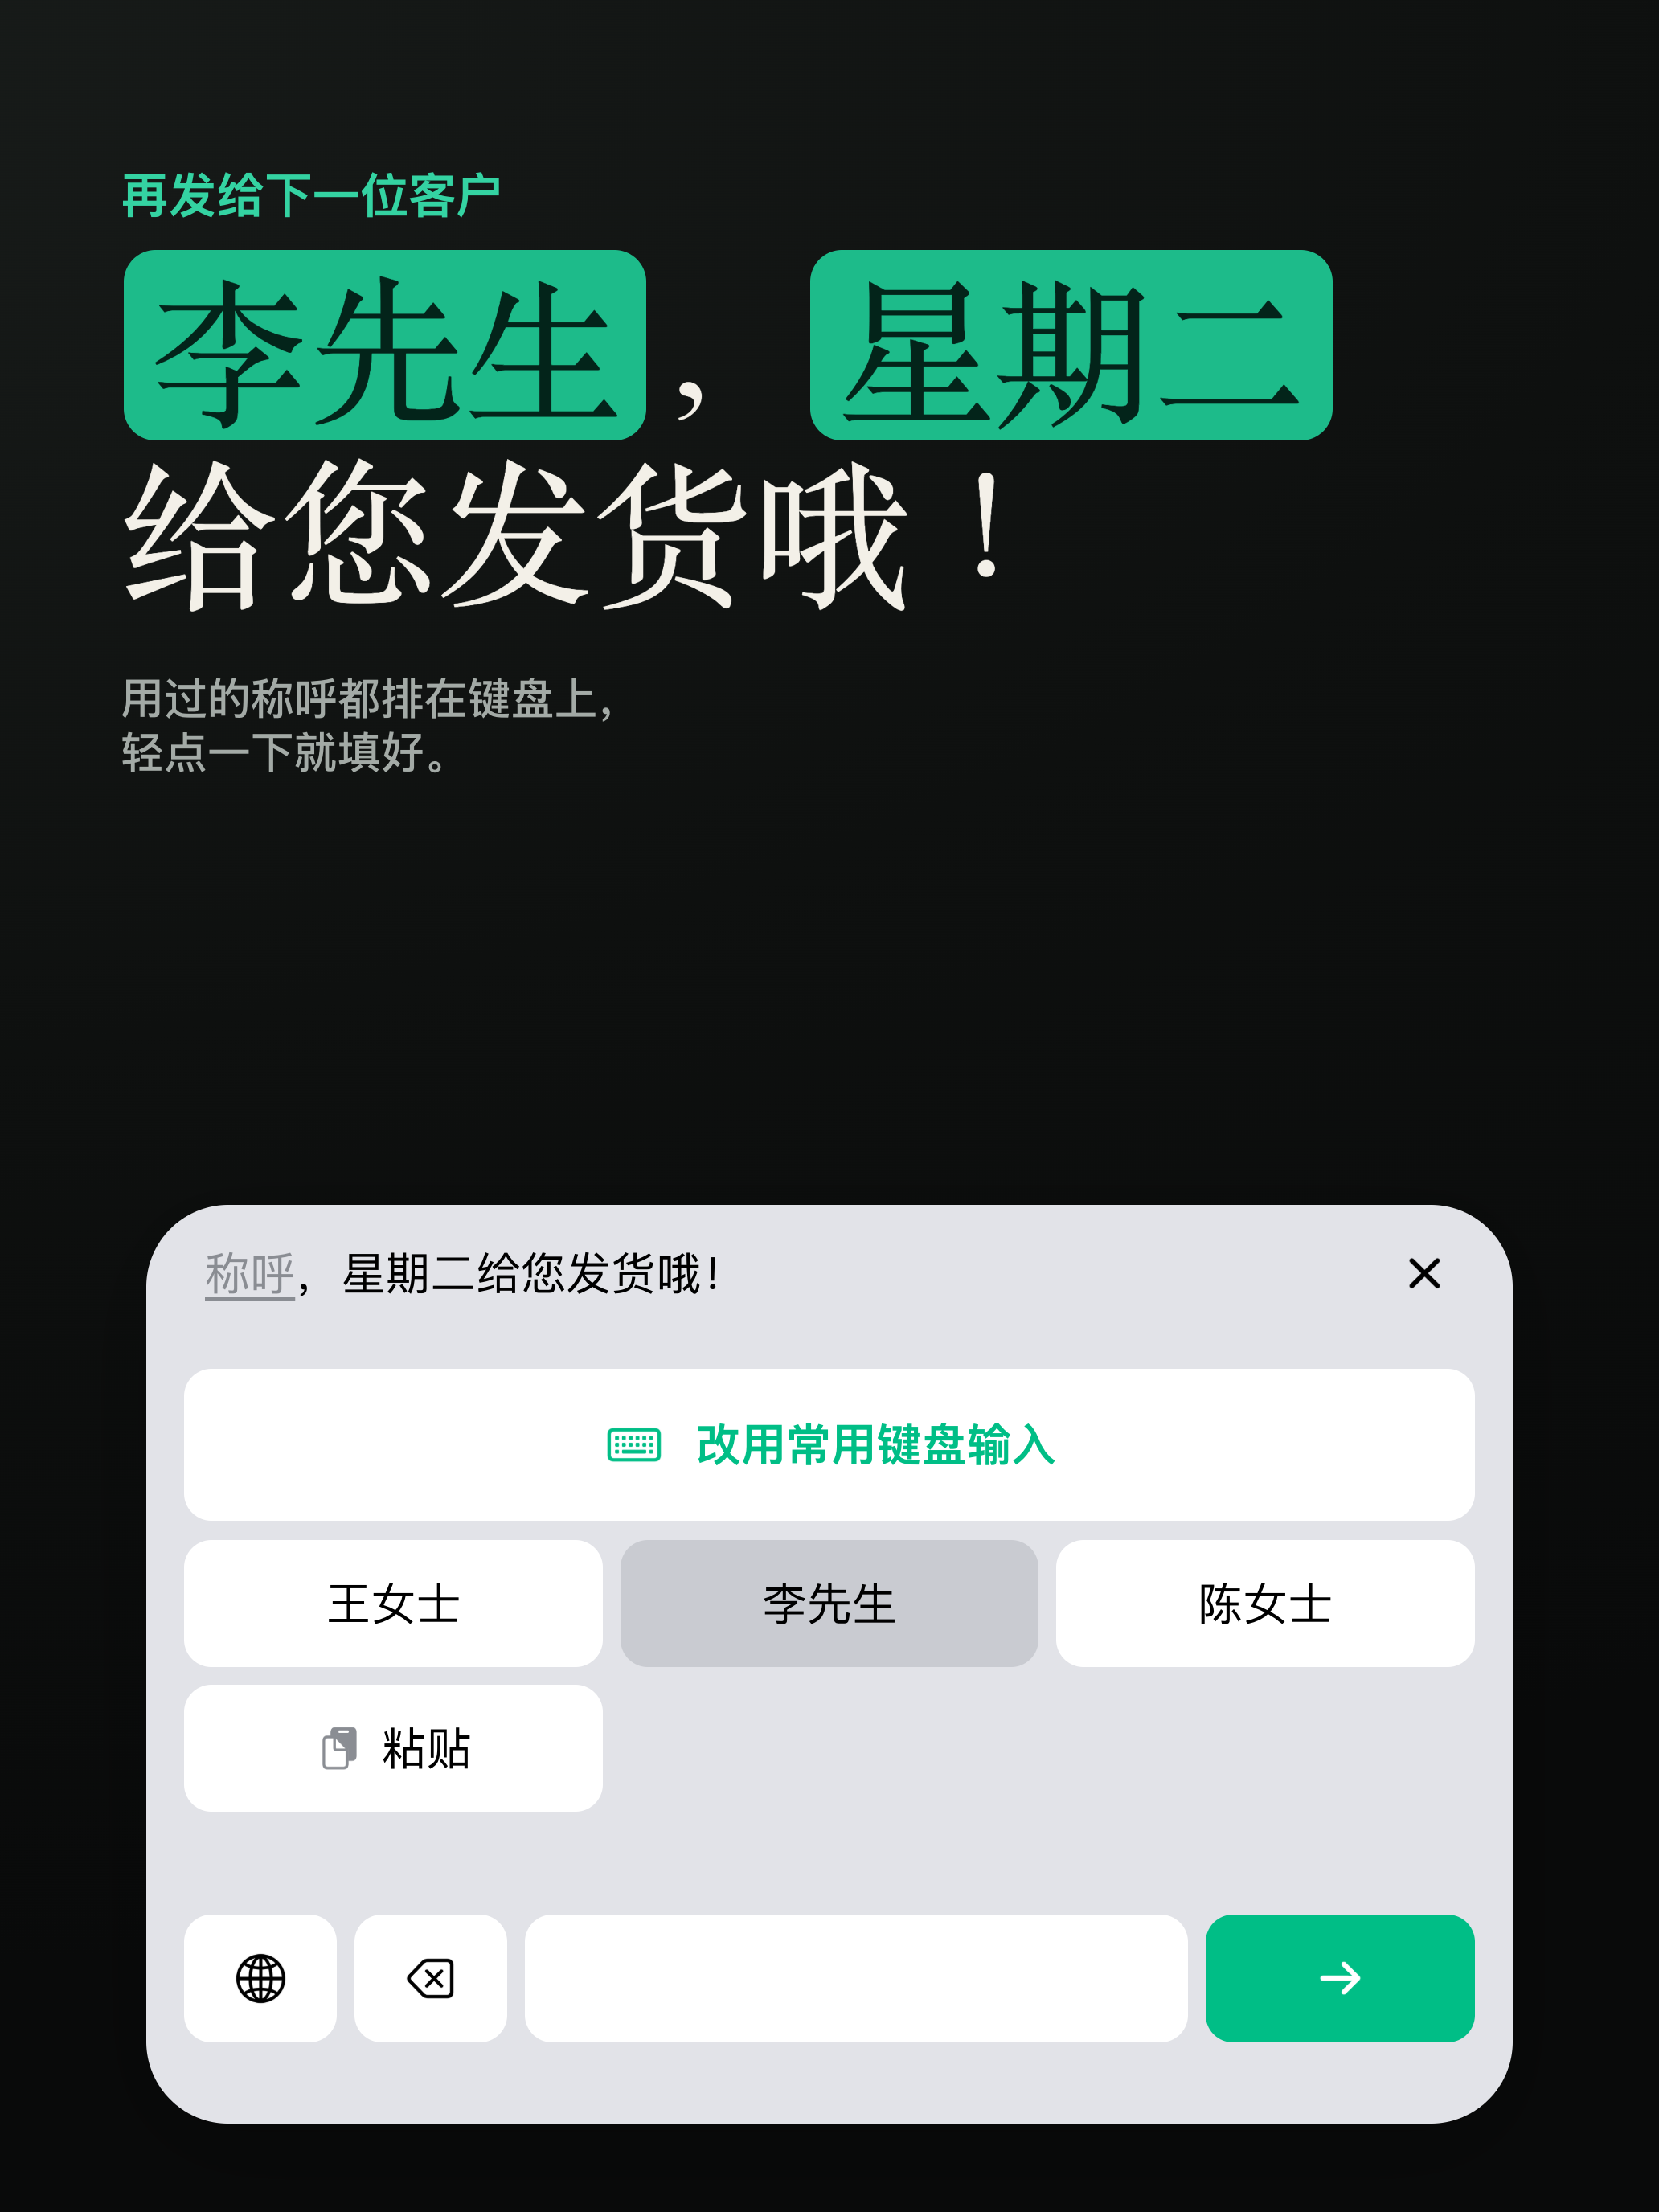 再发给下一位客户
李先生，星期二
给您发货哦！
用过的称呼都排在键盘上，
轻点一下就填好。
称呼，星期二给您发货哦！
改用常用键盘输入
王女士
李先生
陈女士
粘贴